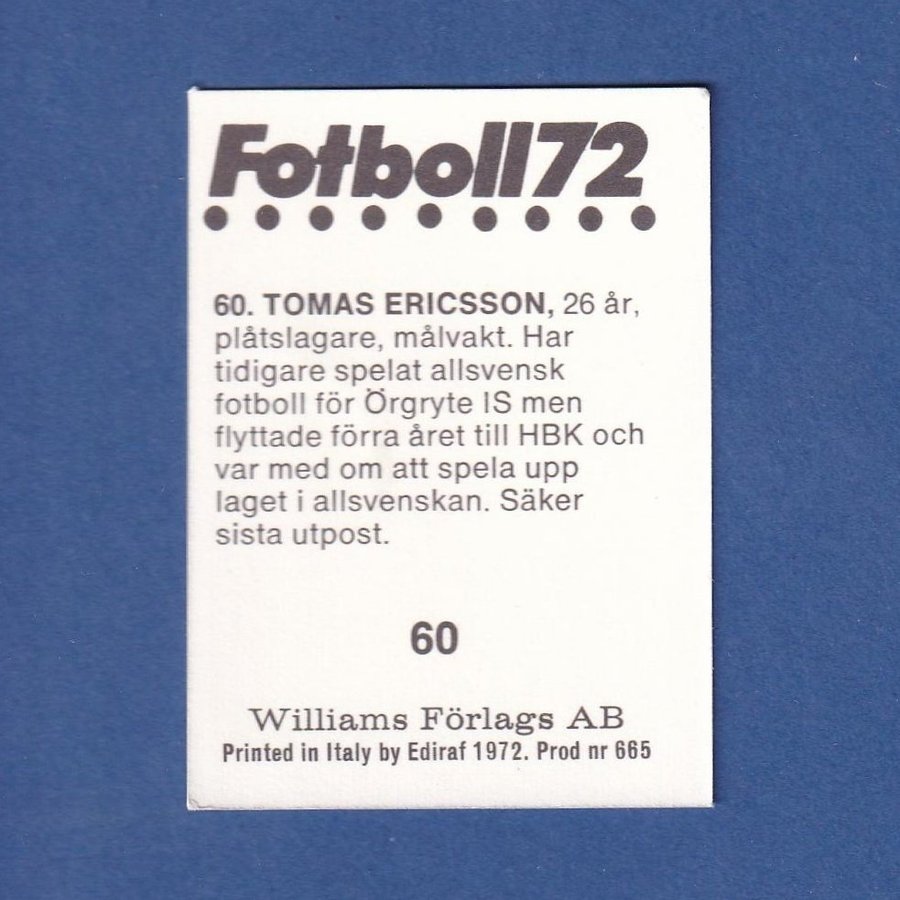 Fotboll72
60. TOMAS ERICSSON, 26 år,
plåtslagare, målvakt. Har
tidigare spelat allsvensk
fotboll för Örgryte IS men
flyttade förra året till HBK och
var med om att spela upp
laget i allsvenskan. Säker
sista utpost.
60
Williams Förlags AB
Printed in Italy by Ediraf 1972. Prod nr 665